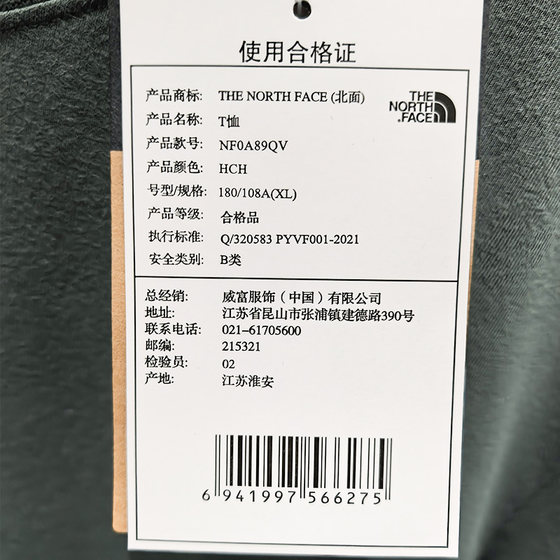 使用合格证
产品商标: THE NORTH FACE (北面)
产品名称: T恤
产品款号: NF0A89QV
产品颜色: HCH
号型/规格: 180/108A(XL)
产品等级: 合格品
执行标准: Q/320583 PYVF001-2021
安全类别: B类
THE
NORTH
FACE
总经销: 威富服饰（中国）有限公司
地址: 江苏省昆山市张浦镇建德路390号
联系电话: 021-61705600
邮编: 215321
检验员: 02
产地: 江苏淮安
6 941997 566275